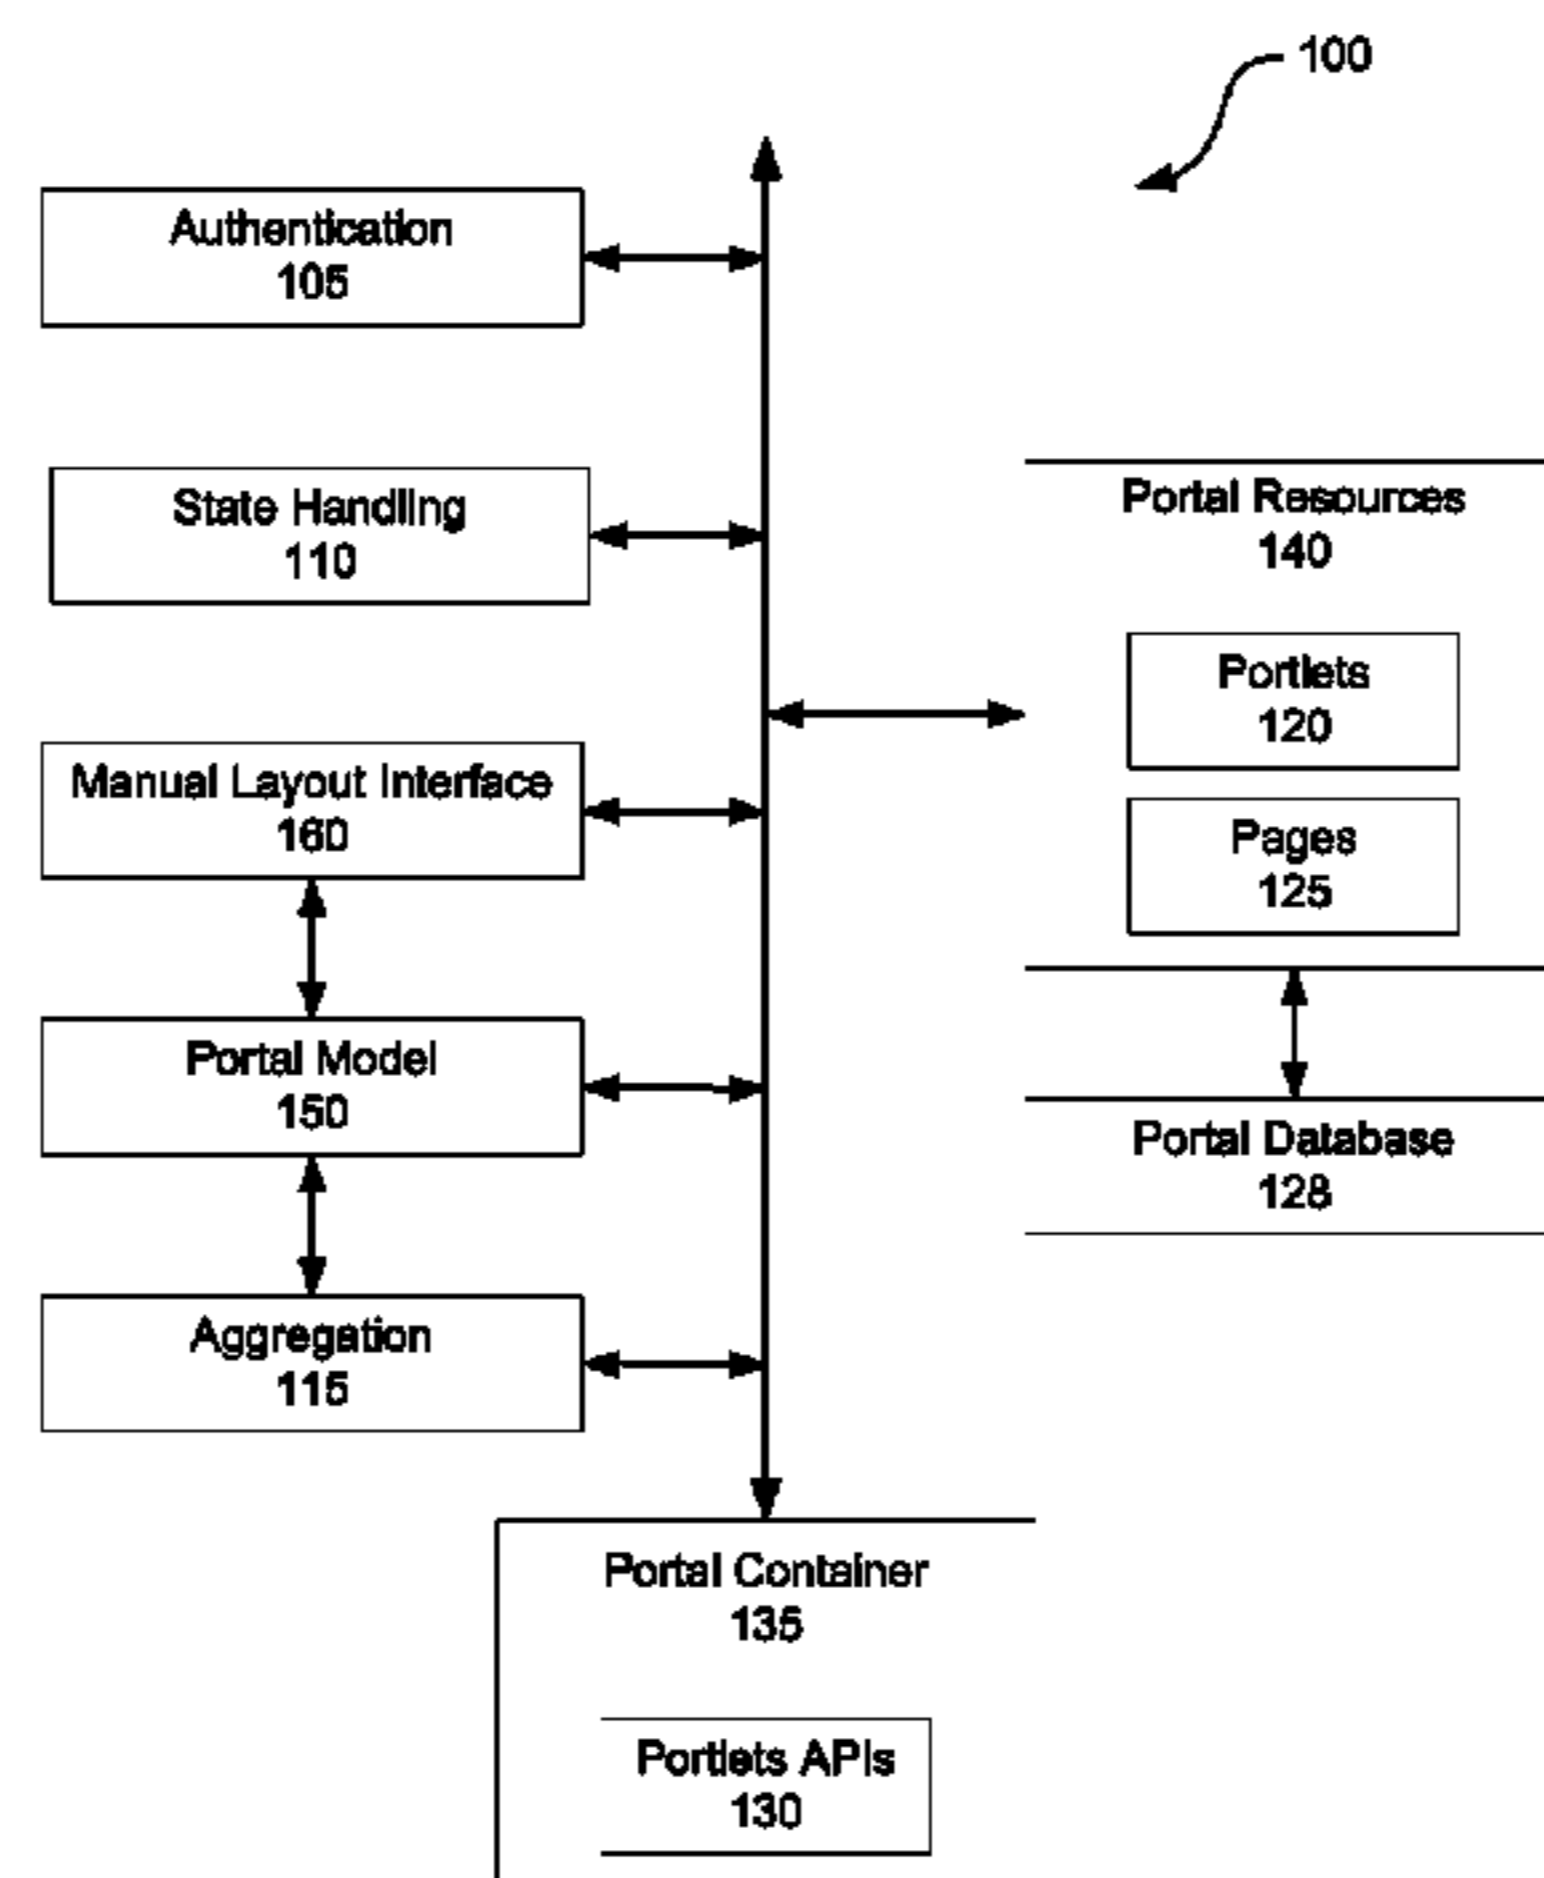 100
Authentication
105
State Handling
110
Portal Resources
140
Portlets
120
Manual Layout Interface
160
Pages
125
Portal Model
150
Portal Database
128
Aggregation
115
Portal Container
135
Portlets APIs
130